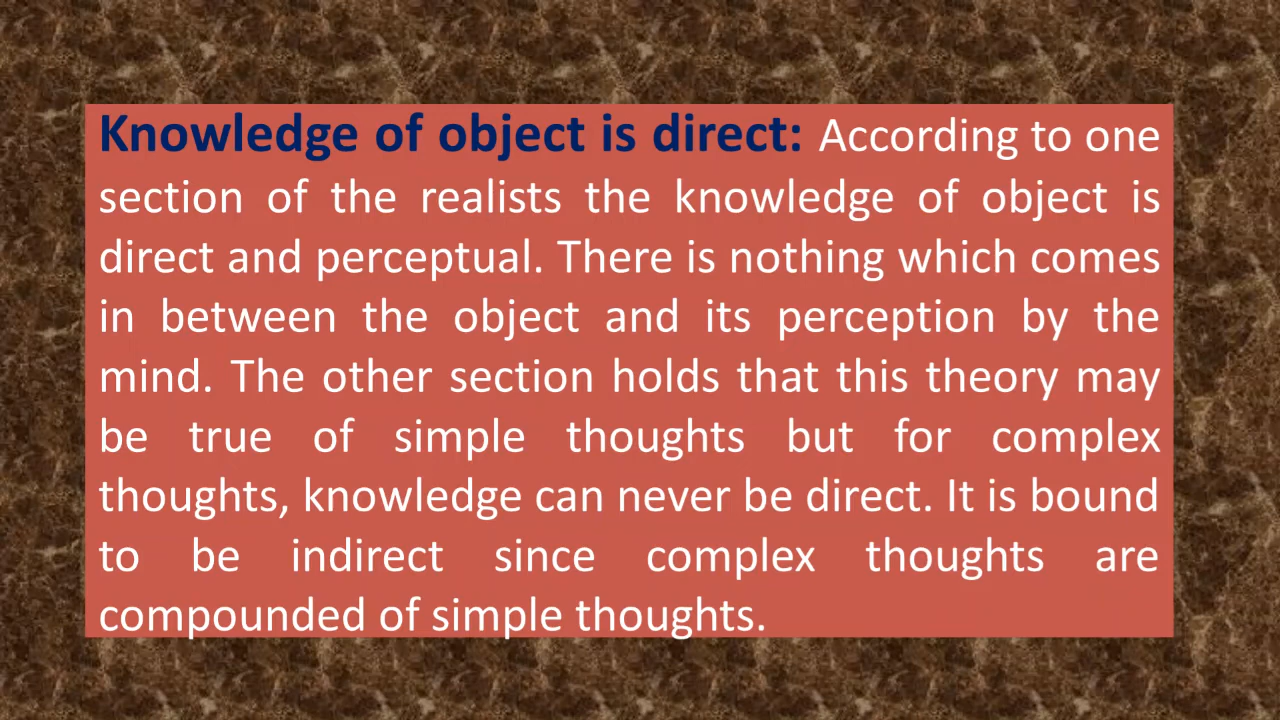 Knowledge of object is direct: According to one
section of the realists the knowledge of object is
direct and perceptual. There is nothing which comes
in between the object and its perception by the
mind. The other section holds that this theory may
be true of simple thoughts but for complex
thoughts, knowledge can never be direct. It is bound
to be indirect since complex thoughts are
compounded of simple thoughts.